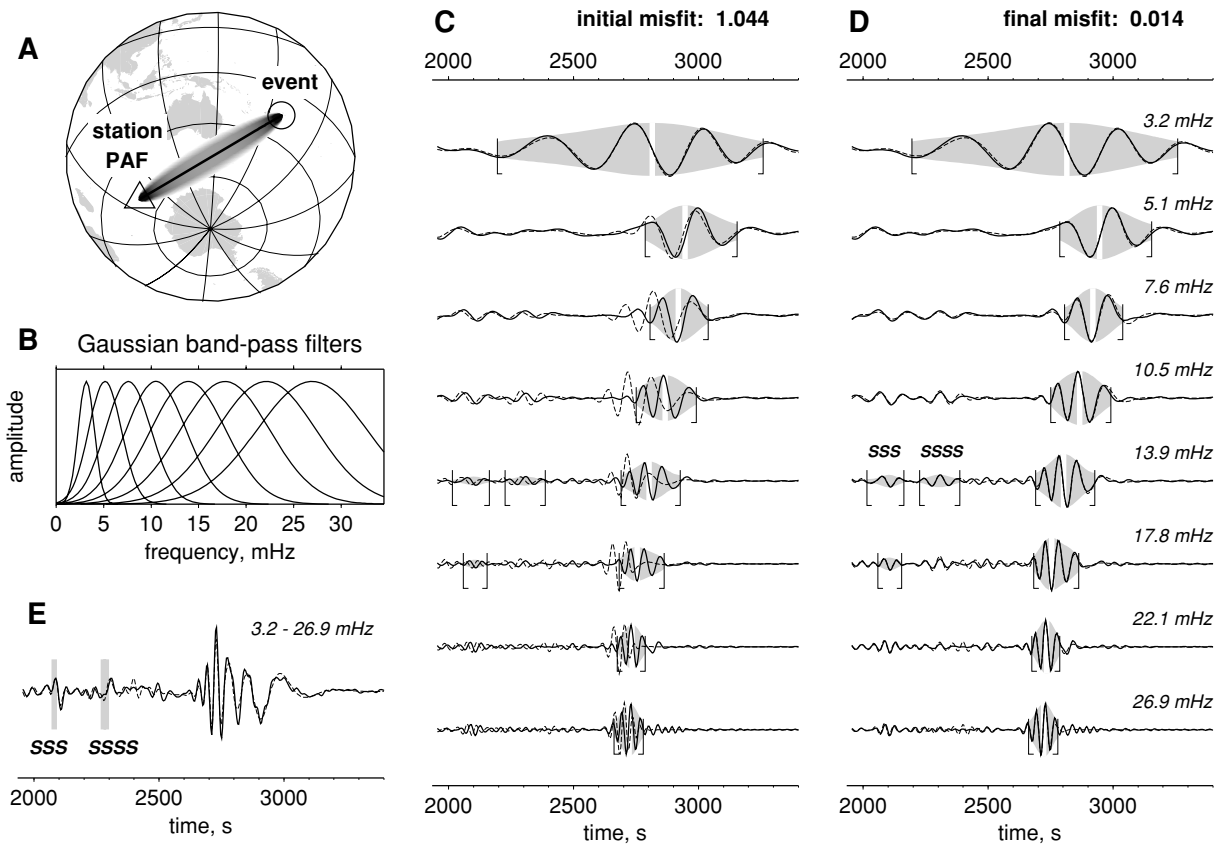 A
event
station
PAF
B
Gaussian band-pass filters
amplitude
0 5 10 15 20 25 30
frequency, mHz
E
3.2 - 26.9 mHz
SSS SSSS
2000 2500 3000
time, s
C
initial misfit: 1.044
2000 2500 3000
2000 2500 3000
time, s
D
final misfit: 0.014
2000 2500 3000
3.2 mHz
5.1 mHz
7.6 mHz
10.5 mHz
SSS SSSS 13.9 mHz
17.8 mHz
22.1 mHz
26.9 mHz
2000 2500 3000
time, s